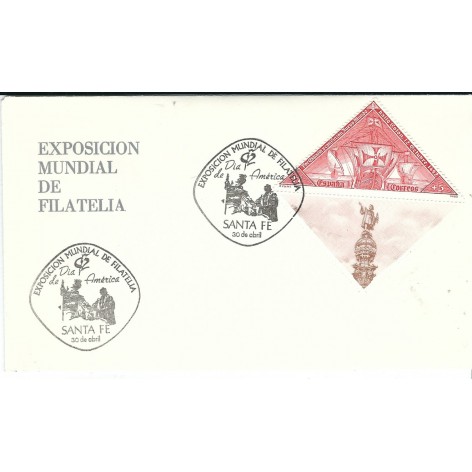 EXPOSICION
MUNDIAL
DE
FILATELIA
EXPOSICION MUNDIAL DE FILATELIA
Dia
de América
SANTA FE
30 de abril
España
Correos
EXPOSICION MUNDIAL DE FILATELIA
Dia
de América
SANTA FE
30 de abril